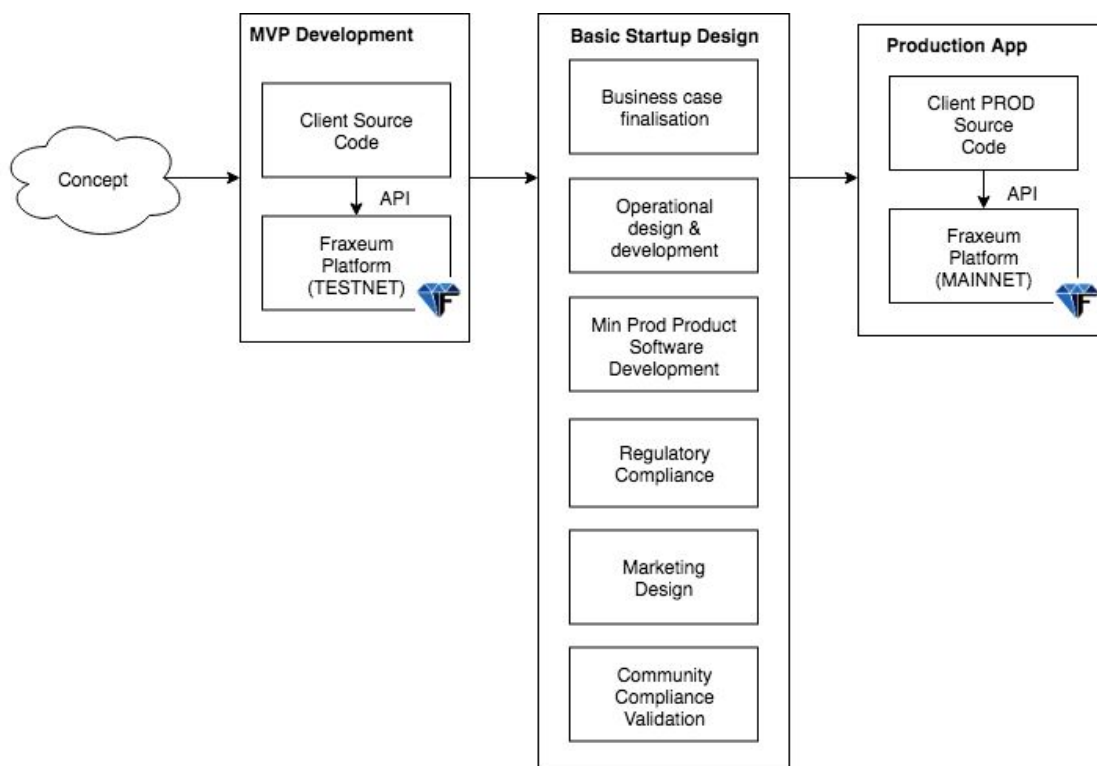 Concept
MVP Development
Client Source
Code
API
Fraxeum
Platform
(TESTNET)
F
Basic Startup Design
Business case
finalisation
Operational
design &
development
Min Prod Product
Software
Development
Regulatory
Compliance
Marketing
Design
Community
Compliance
Validation
Production App
Client PROD
Source
Code
API
Fraxeum
Platform
(MAINNET)
F